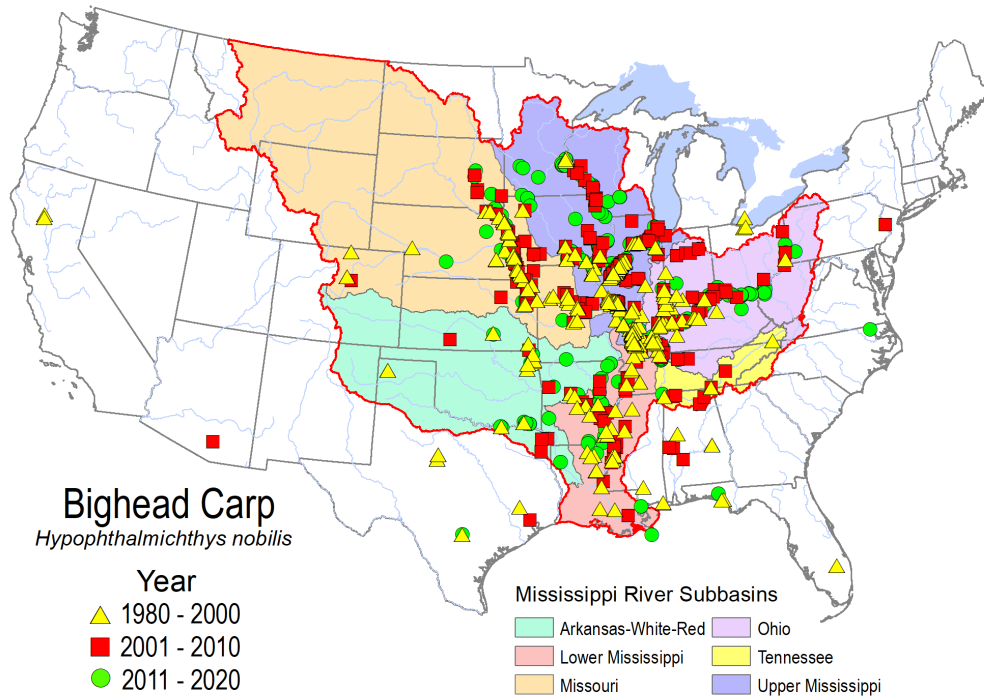 Bighead Carp
Hypophthalmichthys nobilis
Year
1980 - 2000
2001 - 2010
2011 - 2020
Mississippi River Subbasins
Arkansas-White-Red Ohio
Lower Mississippi Tennessee
Missouri Upper Mississippi